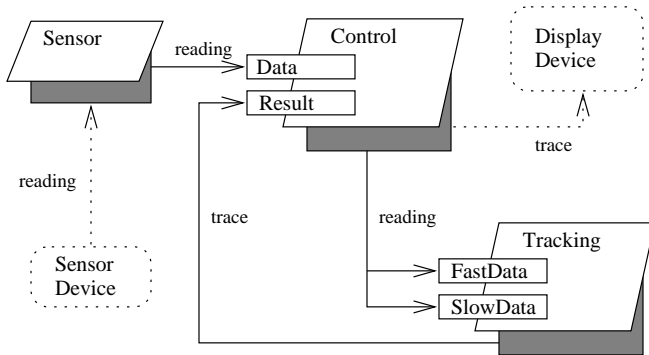 Sensor
Control
Display
Device
reading
Data
Result
trace
reading
trace
reading
Tracking
Sensor
Device
FastData
SlowData